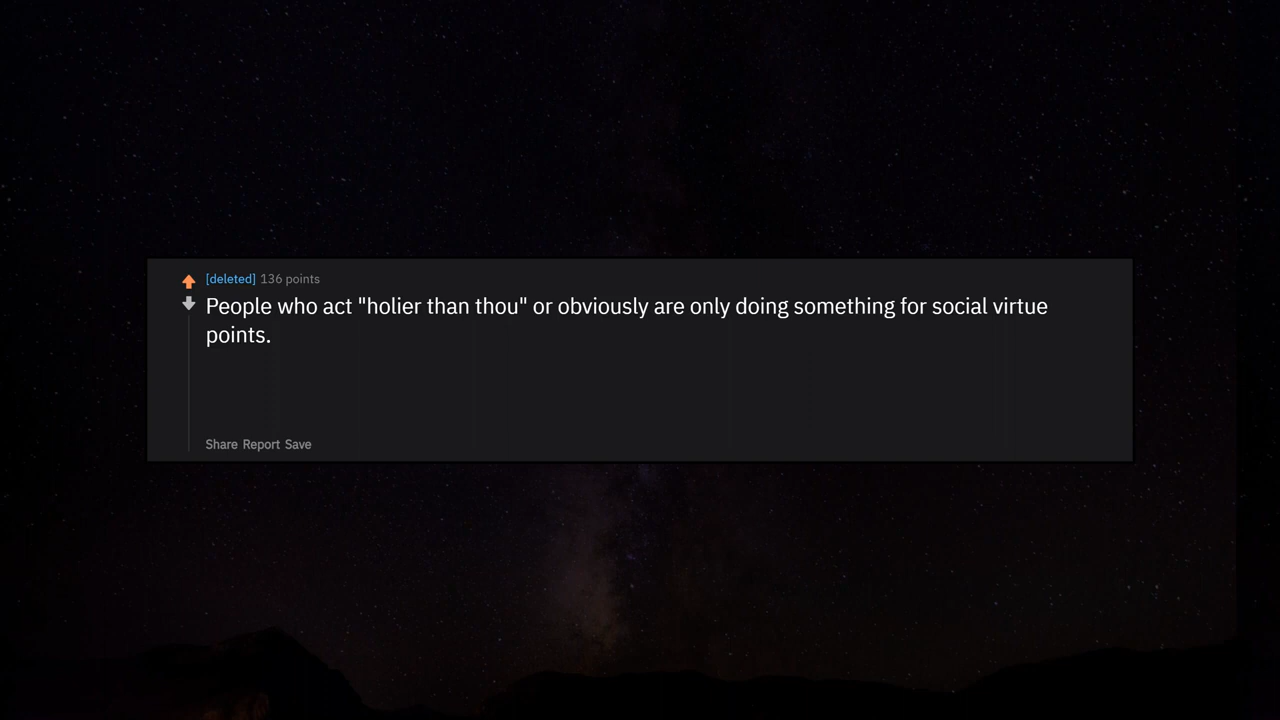 [deleted] 136 points
People who act "holier than thou" or obviously are only doing something for social virtue
points.
Share Report Save